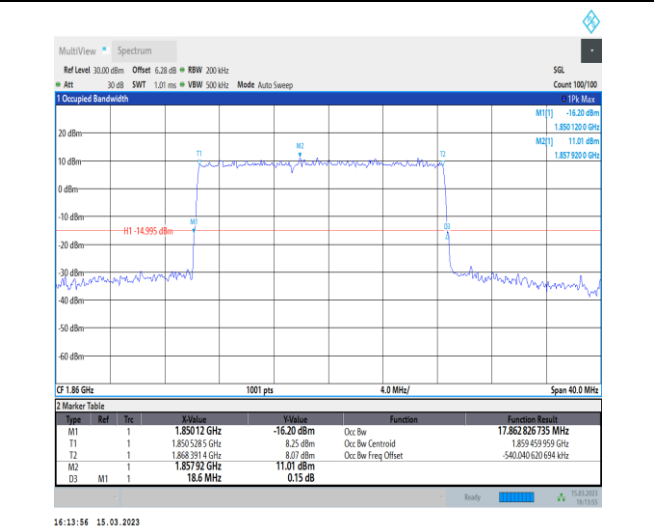 MultiView Spectrum
Ref Level 30.00 dBm Offset 6.28 dB RBW 200 kHz SGL
Att 30 dB SWT 1.01 ms VBW 500 kHz Mode Auto Sweep Count 100/100
1 Occupied Bandwidth 1Pk Max
M1[1] -16.20 dBm
1.850 120 0 GHz
M2[1] 11.01 dBm
1.857 920 0 GHz
20 dBm
M2
T1 T2
10 dBm
0 dBm
-10 dBm
M1
H1 -14.995 dBm
D3
-20 dBm
-30 dBm
-40 dBm
-50 dBm
-60 dBm
CF 1.86 GHz 1001 pts 4.0 MHz/ Span 40.0 MHz
2 Marker Table
Type Ref Trc X-Value Y-Value Function Function Result
M1 1 1.850 12 GHz -16.20 dBm Occ Bw 17.862 826 735 MHz
T1 1 1.850 528 5 GHz 8.25 dBm Occ Bw Centroid 1.859 459 959 GHz
T2 1 1.868 391 4 GHz 8.07 dBm Occ Bw Freq Offset -540.040 620 694 kHz
M2 1 1.857 92 GHz 11.01 dBm
D3 M1 1 18.6 MHz 0.15 dB
Ready 15.03.2023
16:13:55
16:13:56 15.03.2023